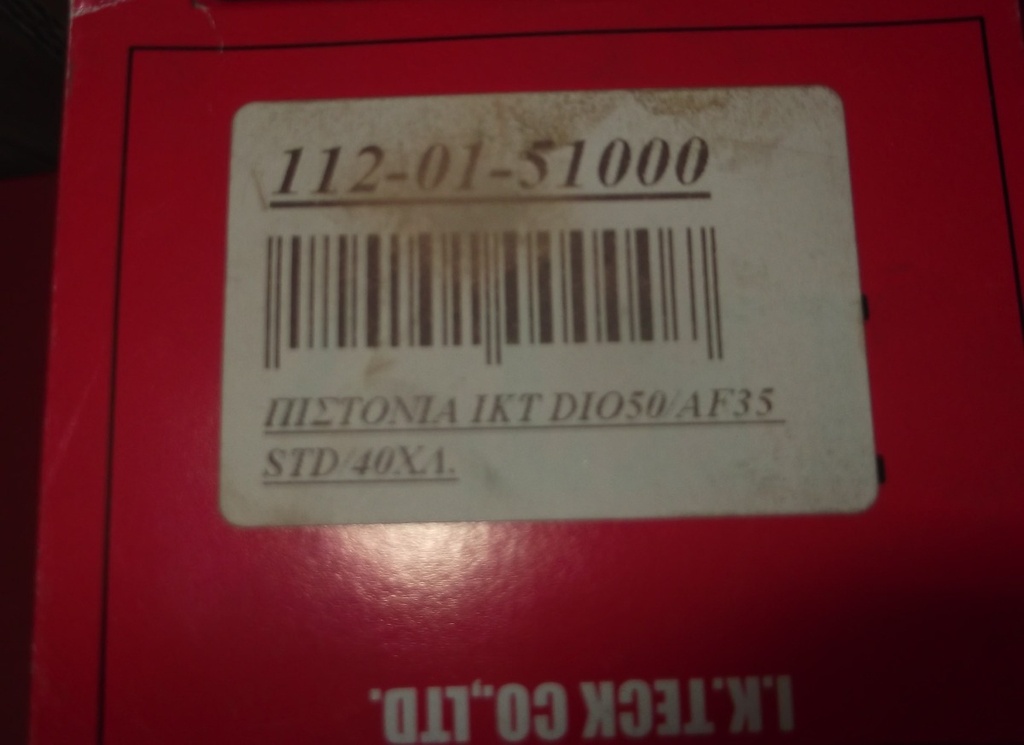 112-01-51000
ΠΙΣΤΟΝΙΑ ΙΚΤ DIO50/AF35
STD/40ΧΛ.
I.K.TECK CO.,LTD.